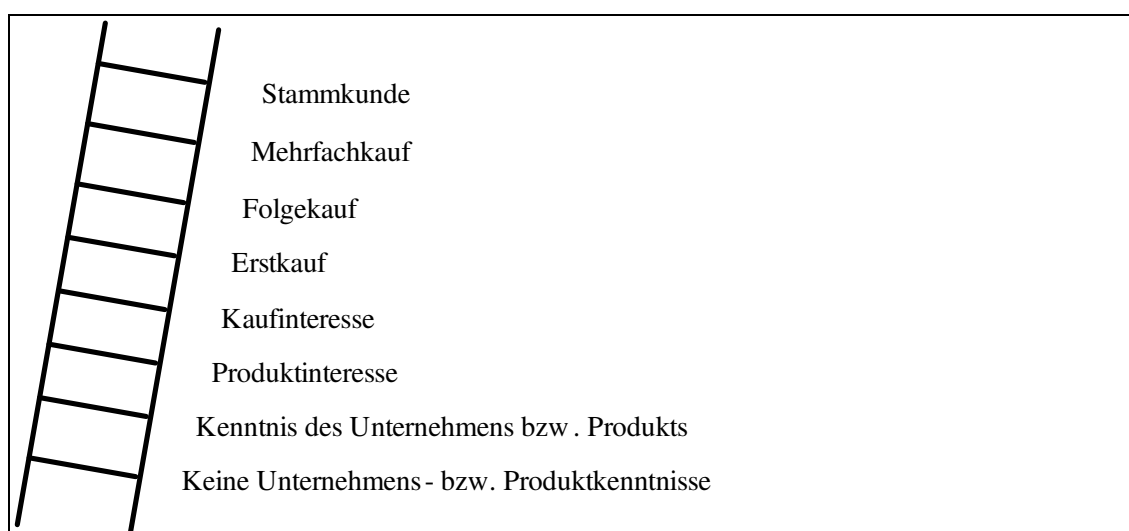 Stammkunde
Mehrfachkauf
Folgekauf
Erstkauf
Kaufinteresse
Produktinteresse
Kenntnis des Unternehmens bzw. Produkts
Keine Unternehmens- bzw. Produktkenntnisse